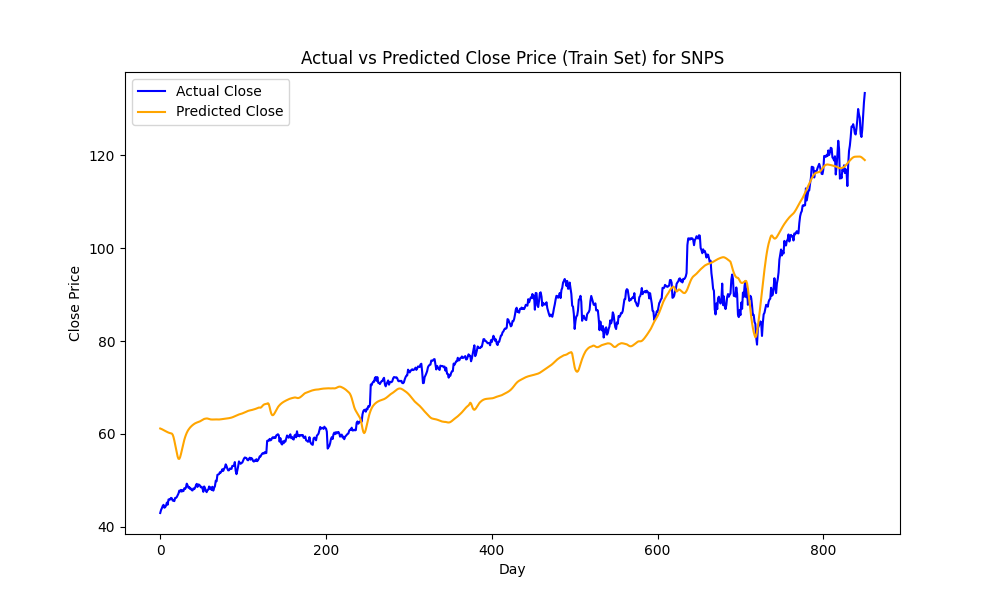 Actual vs Predicted Close Price (Train Set) for SNPS
Actual Close
Predicted Close
120
100
80
60
40
Close Price
0 200 400 600 800
Day